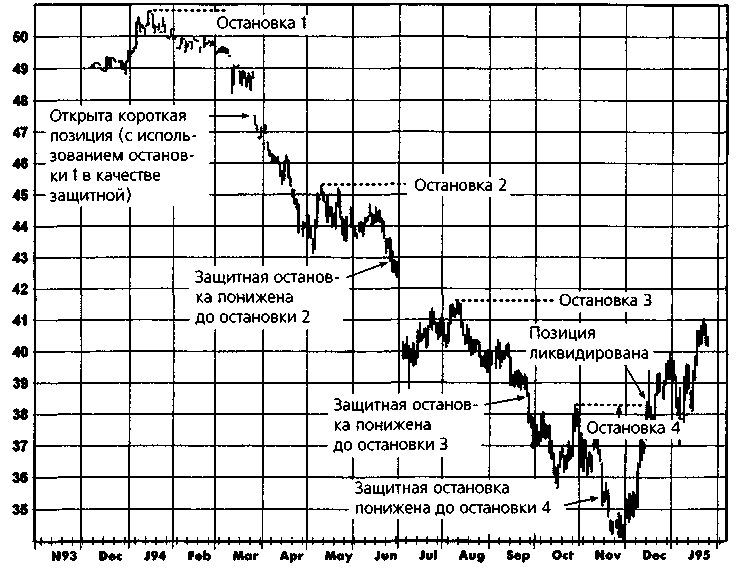 Остановка 1
50
49
48
Открыта короткая
позиция (с исполь-
зованием останов-
ки 1 в качестве
защитной)
47
46
45
Остановка 2
44
43
Защитная останов-
ка понижена
до остановки 2
42
Остановка 3
41
Позиция
ликвидирована
40
39
Защитная останов-
ка понижена
до остановки 3
38
Остановка 4
37
36
Защитная остановка
понижена до остановки 4
35
N93 Dec J94 Feb Mar Apr May Jun Jul Aug Sep Oct Nov Dec J95